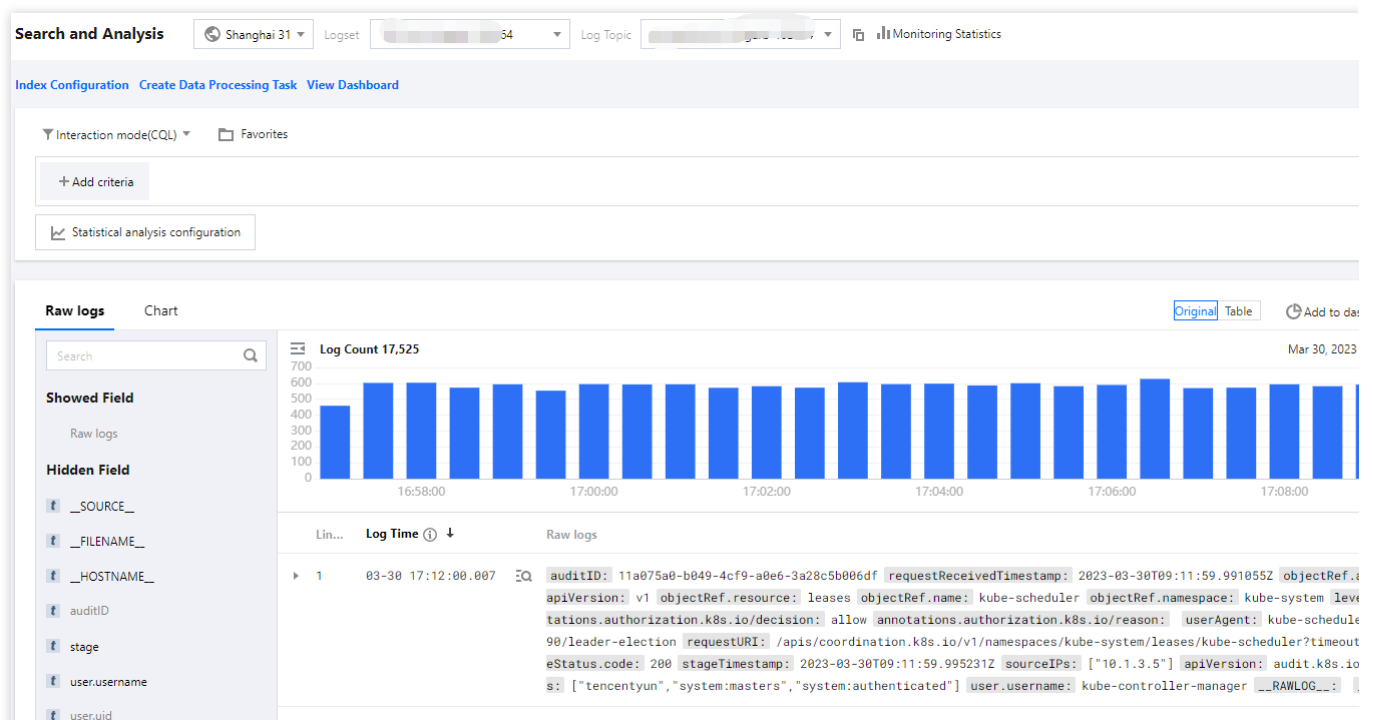 Search and Analysis Shanghai 31 Logset 64 Log Topic Monitoring Statistics
Index Configuration Create Data Processing Task View Dashboard
Interaction mode(CQL) Favorites
+ Add criteria
Statistical analysis configuration
Raw logs Chart Original Table Add to das
Search Log Count 17,525 Mar 30, 2023
700
600
500
400
300
200
100
0
16:58:00 17:00:00 17:02:00 17:04:00 17:06:00 17:08:00
Showed Field
Raw logs
Hidden Field
t __SOURCE__
t __FILENAME__
t __HOSTNAME__
t auditID
t stage
t user.username
t user.uid
Lin... Log Time Raw logs
1 03-30 17:12:00.007 auditID: 11a075a0-b049-4cf9-a0e6-3a28c5b006df requestReceivedTimestamp: 2023-03-30T09:11:59.991055Z objectRef.a
apiVersion: v1 objectRef.resource: leases objectRef.name: kube-scheduler objectRef.namespace: kube-system leve
tations.authorization.k8s.io/decision: allow annotations.authorization.k8s.io/reason: userAgent: kube-schedule
90/leader-election requestURI: /apis/coordination.k8s.io/v1/namespaces/kube-system/leases/kube-scheduler?timeout
eStatus.code: 200 stageTimestamp: 2023-03-30T09:11:59.995231Z sourceIPs: ["10.1.3.5"] apiVersion: audit.k8s.io
s: ["tencentyun","system:masters","system:authenticated"] user.username: kube-controller-manager __RAWLOG__: